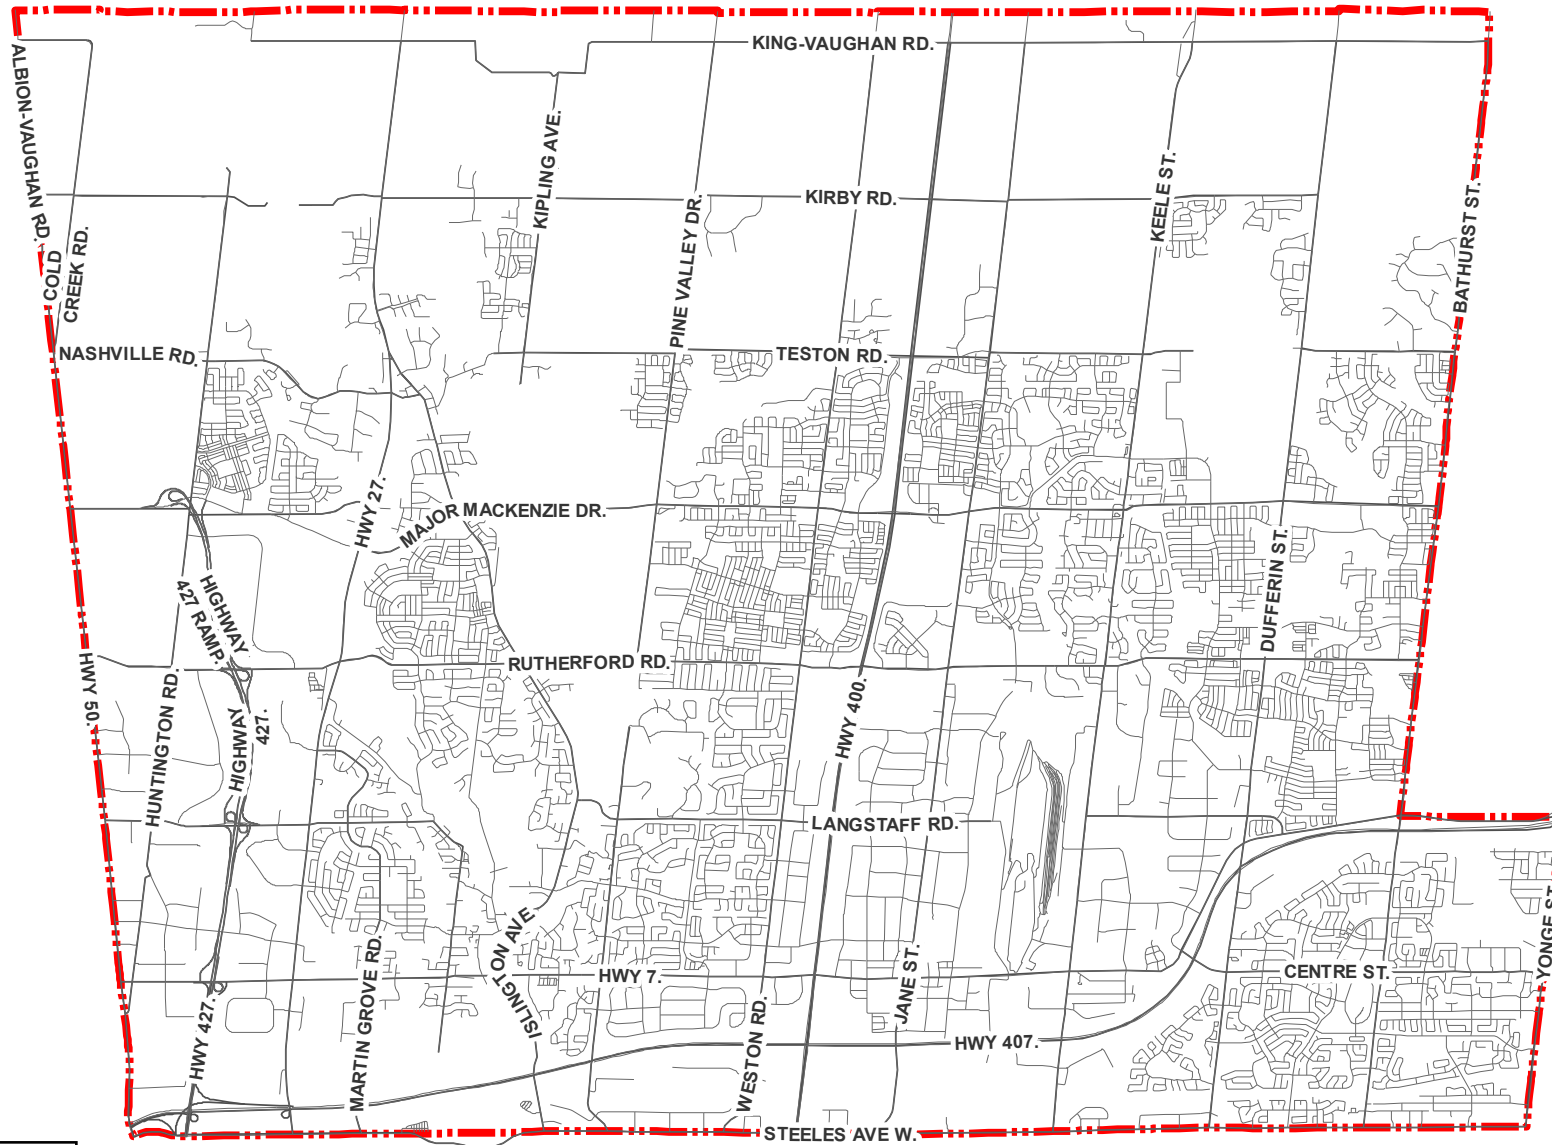 KING-VAUGHAN RD.
ALBION-VAUGHAN RD.
KIPLING AVE.
KIRBY RD.
KEELE ST.
BATHURST ST.
PINE VALLEY DR.
COLD
CREEK RD.
NASHVILLE RD.
TESTON RD.
HWY 27.
MAJOR MACKENZIE DR.
HIGHWAY
427 RAMP.
DUFFERIN ST.
RUTHERFORD RD.
HWY 50.
HUNTINGTON RD.
HIGHWAY
427.
HWY 400.
LANGSTAFF RD.
ISLINGTON AVE
MARTIN GROVE RD.
HWY 7.
JANE ST.
CENTRE ST.
YONGE ST.
HWY 427.
WESTON RD.
HWY 407.
STEELES AVE W.